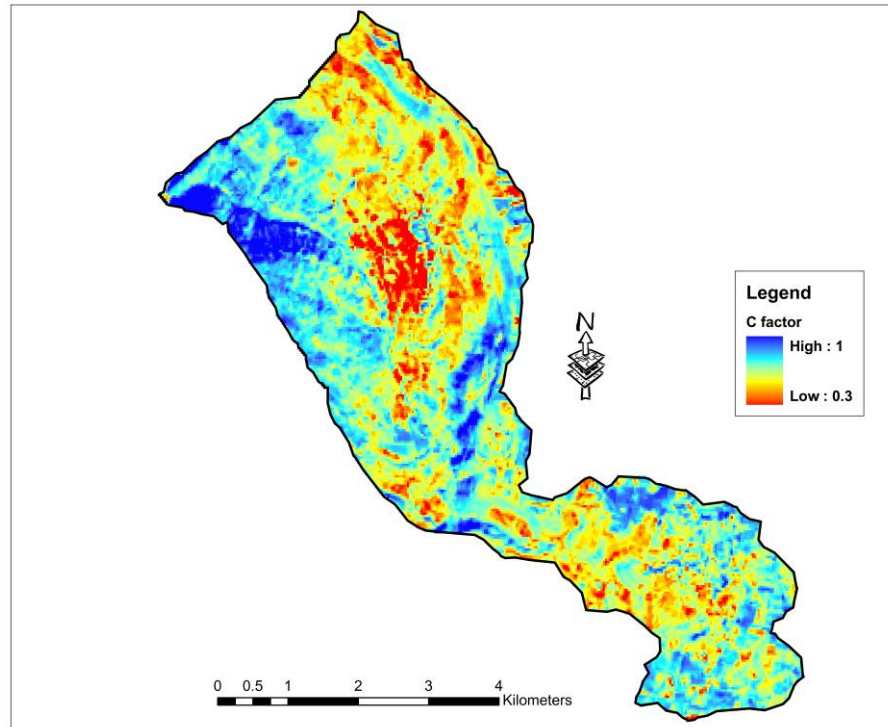 Legend
C factor
High : 1
Low : 0.3
N
0 0.5 1 2 3 4
Kilometers